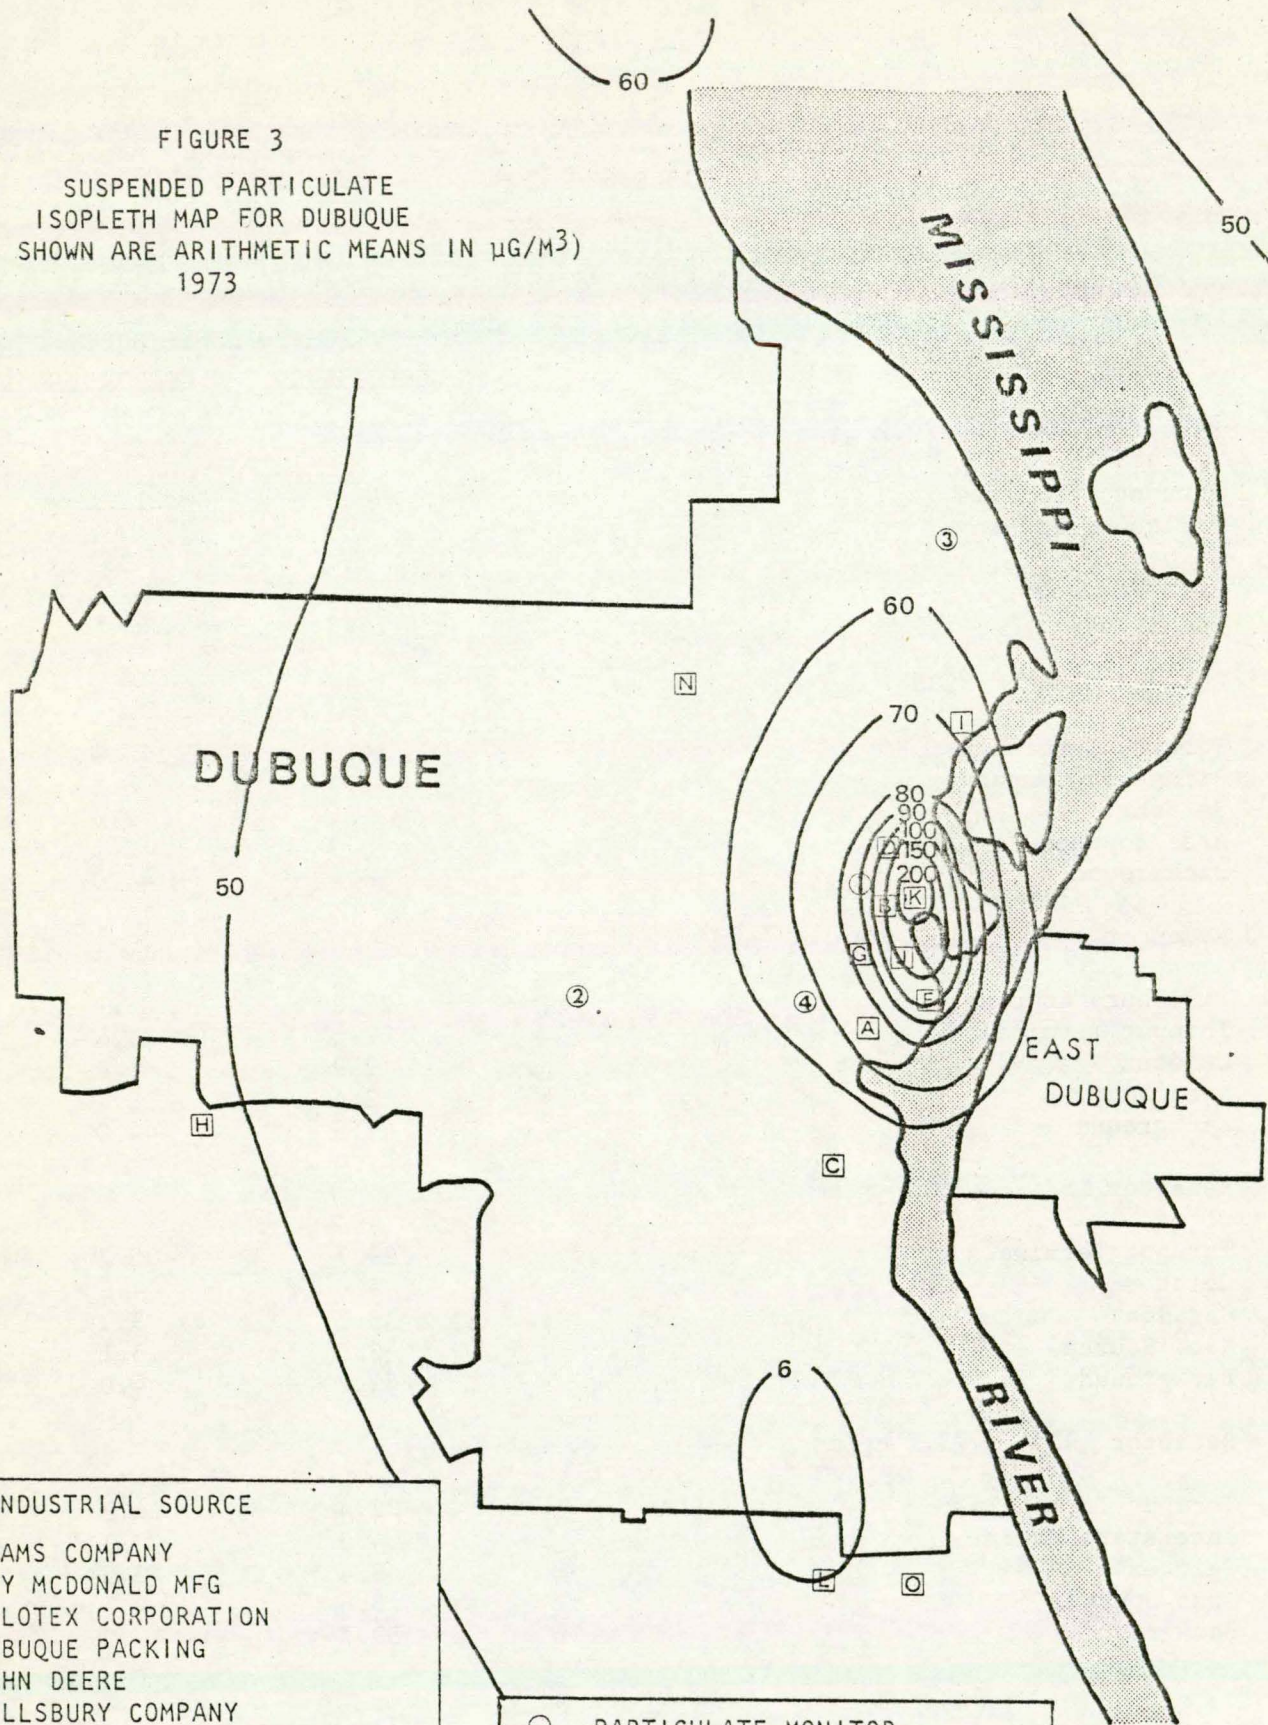 FIGURE 3
SUSPENDED PARTICULATE
ISOPLETH MAP FOR DUBUQUE
SHOWN ARE ARITHMETIC MEANS IN µG/M³)
1973
60
50
MISSISSIPPI
3
60
N
70
I
DUBUQUE
80
90
100
D 150
200
50
K
B
G
J
2
4
E
A
EAST
DUBUQUE
H
C
6
RIVER
L
O
NDUSTRIAL SOURCE
AMS COMPANY
Y MCDONALD MFG
LOTEX CORPORATION
BUQUE PACKING
HN DEERE
LLSBURY COMPANY
PARTICULATE MONITOR